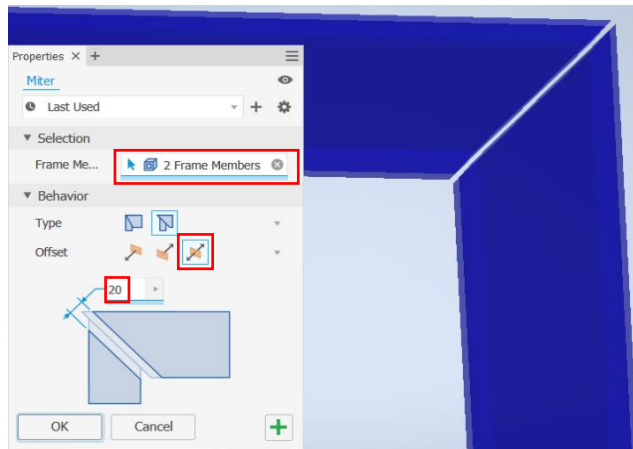 Properties × +
Miter
Last Used
Selection
Frame Me... 2 Frame Members
Behavior
Type
Offset
20
OK Cancel